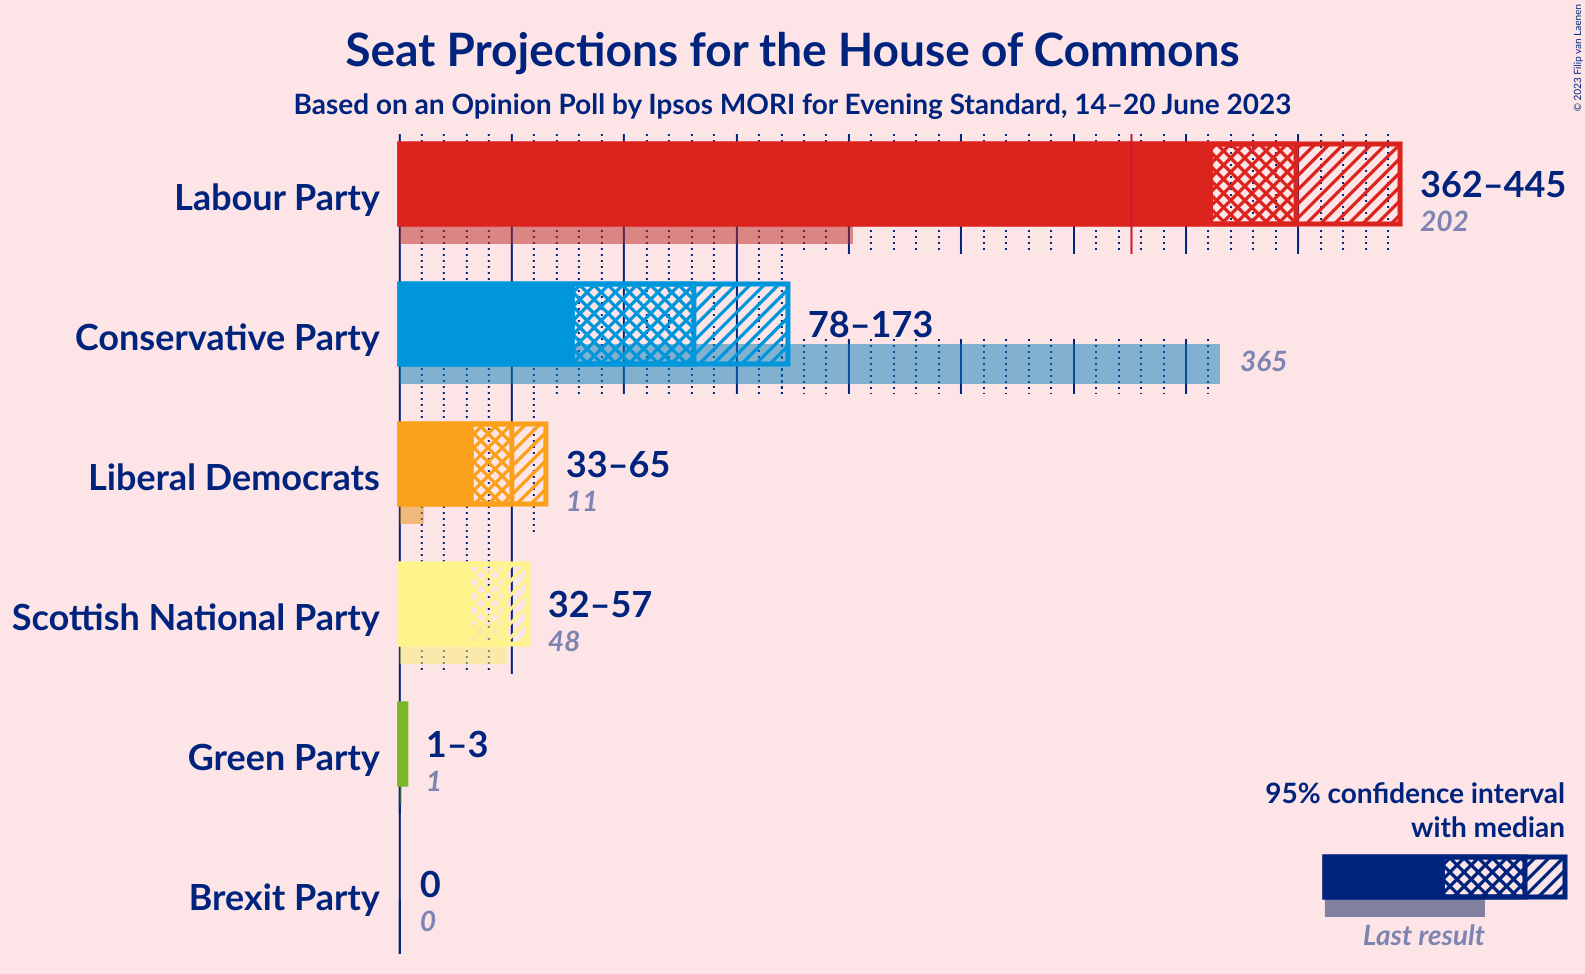 Seat Projections for the House of Commons
Based on an Opinion Poll by Ipsos MORI for Evening Standard, 14–20 June 2023
© 2023 Filip van Laenen
Labour Party
362–445
202
Conservative Party
78–173
365
Liberal Democrats
33–65
11
Scottish National Party
32–57
48
Green Party
1–3
1
Brexit Party
0
0
95% confidence interval
with median
Last result